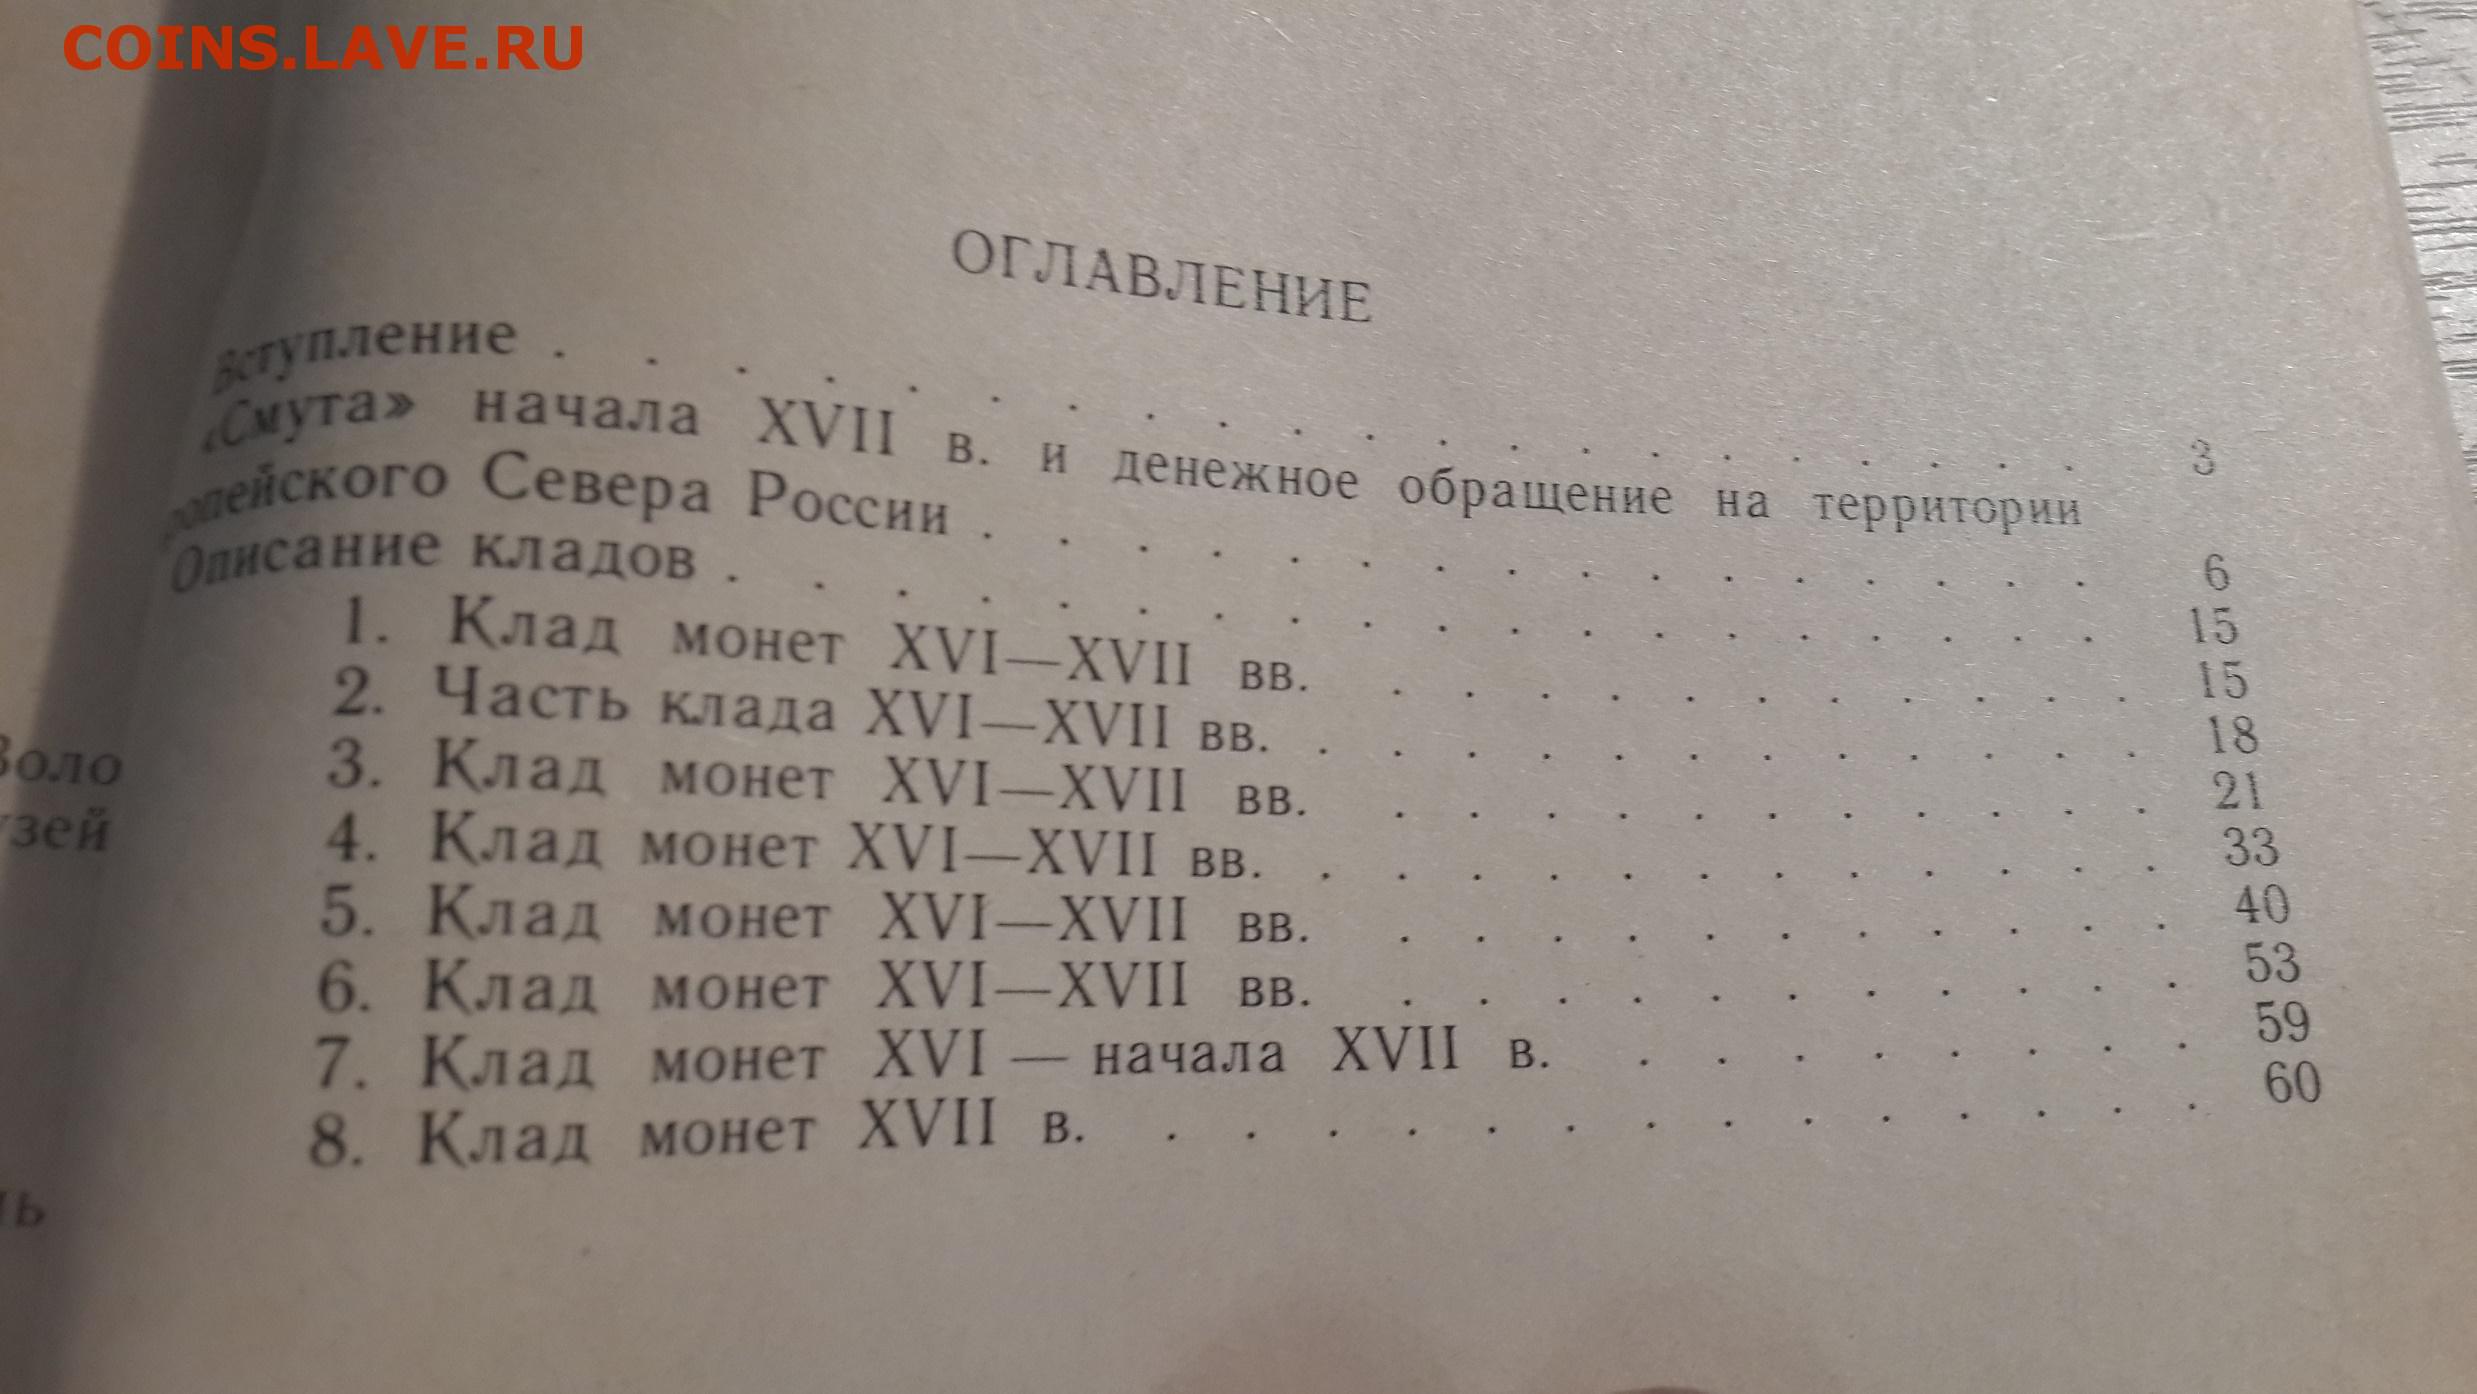 COINS.LAVE.RU
ОГЛАВЛЕНИЕ
Вступление . . . . . . . . . . . . . . . . . . . . 3
«Смута» начала XVII в. и денежное обращение на территории
ропейского Севера России . . . . . . . . . . . . . . . 6
Описание кладов . . . . . . . . . . . . . . . . . . 15
1. Клад монет XVI—XVII вв. . . . . . . . . . . . 15
2. Часть клада XVI—XVII вв. . . . . . . . . . . . . 18
3. Клад монет XVI—XVII вв. . . . . . . . . . . . 21
4. Клад монет XVI—XVII вв. . . . . . . . . . . . . 33
5. Клад монет XVI—XVII вв. . . . . . . . . . . . 40
6. Клад монет XVI—XVII вв. . . . . . . . . . . . 53
7. Клад монет XVI — начала XVII в. . . . . . . . . 59
8. Клад монет XVII в. . . . . . . . . . . . . . . 60
Воло
узей
ль